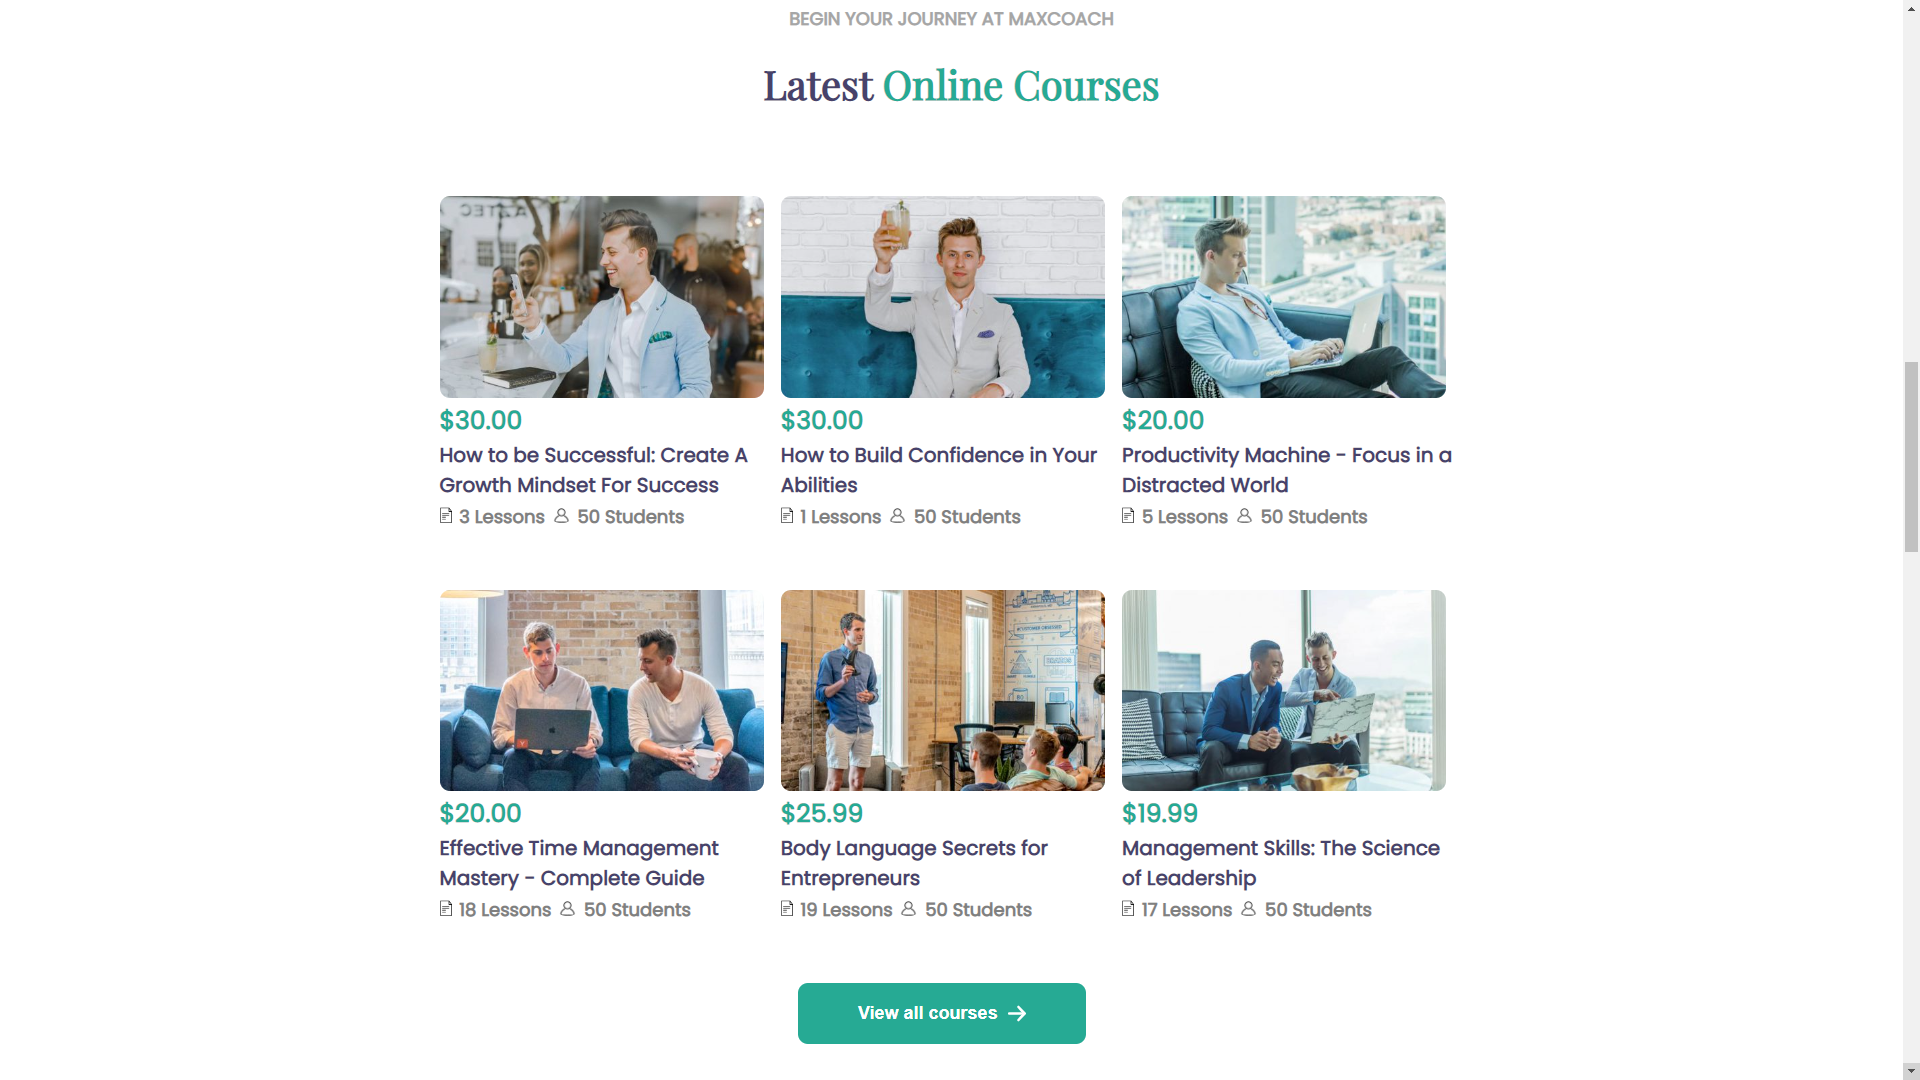 BEGIN YOUR JOURNEY AT MAXCOACH
Latest Online Courses
AZTEC
$30.00
How to be Successful: Create A
Growth Mindset For Success
3 Lessons 50 Students
$30.00
How to Build Confidence in Your
Abilities
1 Lessons 50 Students
$20.00
Productivity Machine - Focus in a
Distracted World
5 Lessons 50 Students
$20.00
Effective Time Management
Mastery - Complete Guide
18 Lessons 50 Students
$25.99
Body Language Secrets for
Entrepreneurs
19 Lessons 50 Students
$19.99
Management Skills: The Science
of Leadership
17 Lessons 50 Students
View all courses